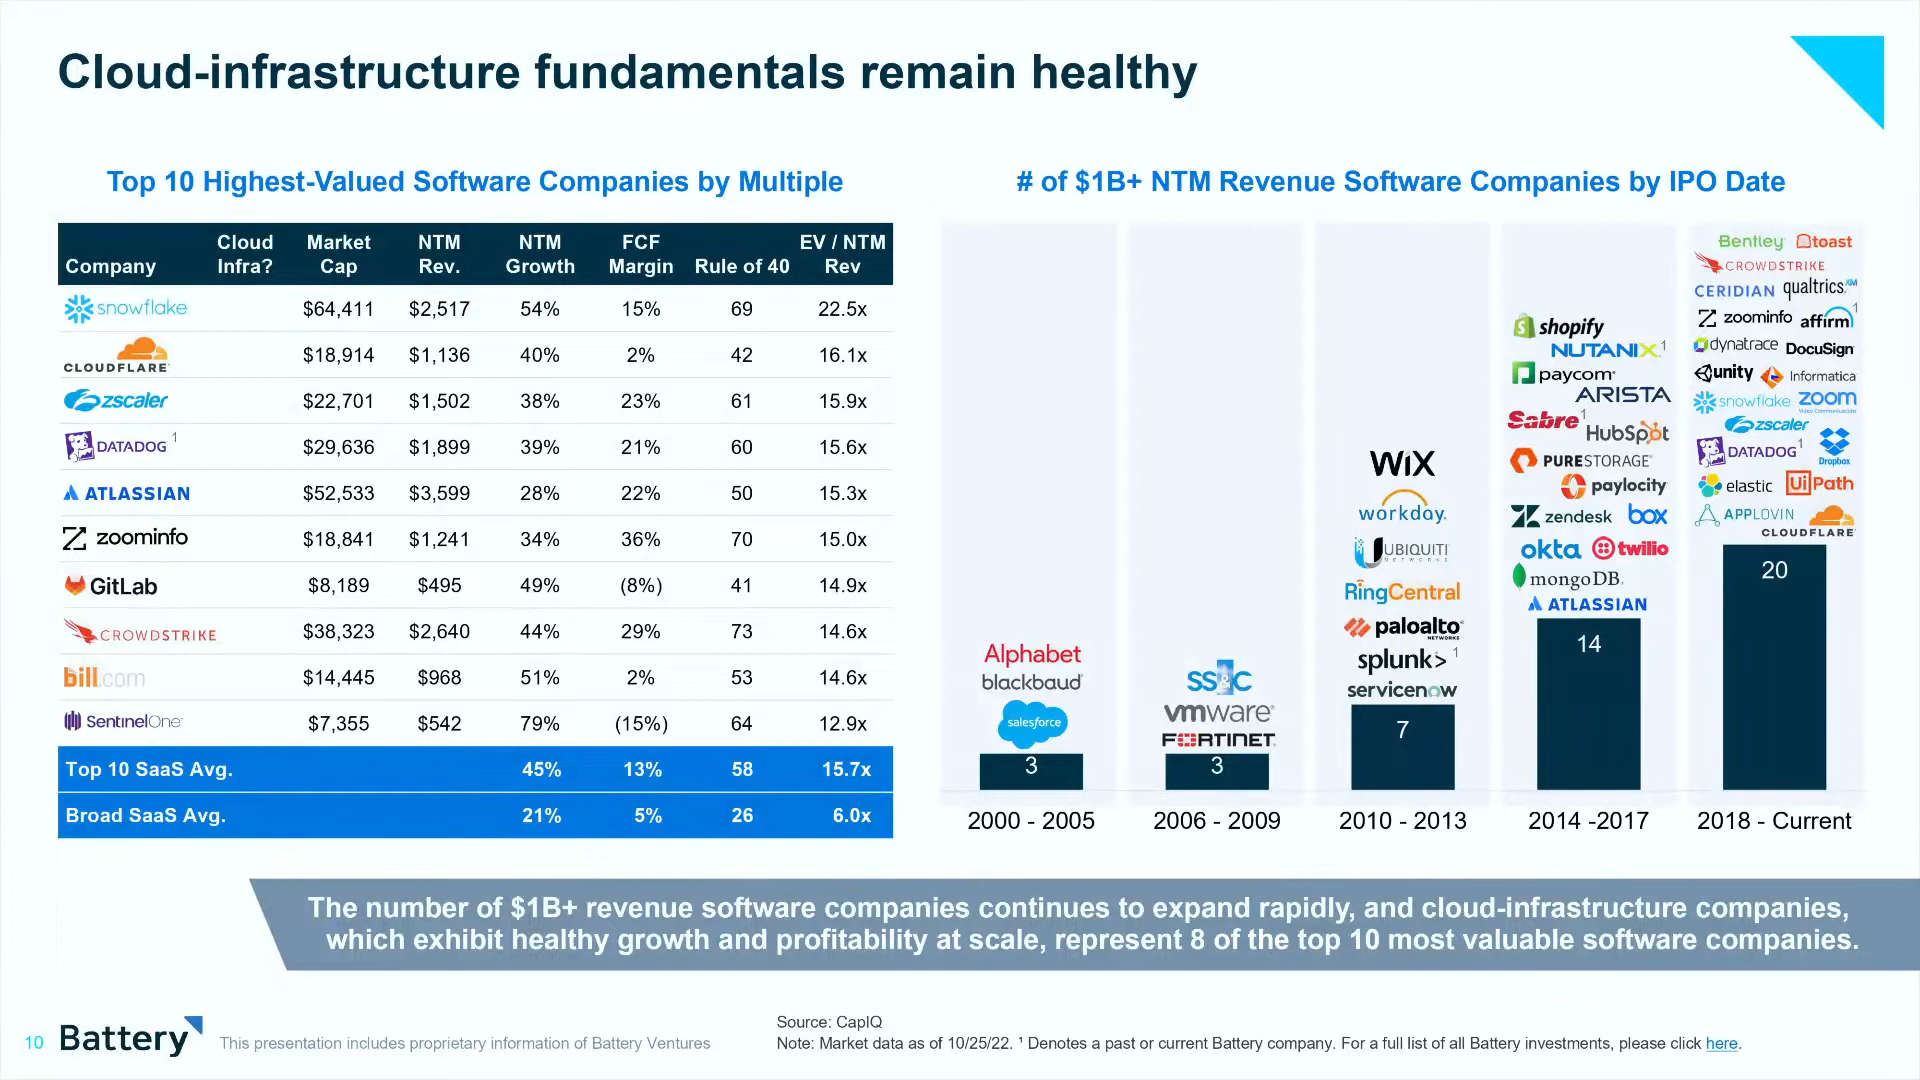 Cloud-infrastructure fundamentals remain healthy
Top 10 Highest-Valued Software Companies by Multiple
Company Cloud Infra? Market Cap NTM Rev. NTM Growth FCF Margin Rule of 40 EV / NTM Rev
snowflake $64,411 $2,517 54% 15% 69 22.5x
CLOUDFLARE $18,914 $1,136 40% 2% 42 16.1x
zscaler $22,701 $1,502 38% 23% 61 15.9x
DATADOG 1 $29,636 $1,899 39% 21% 60 15.6x
ATLASSIAN $52,533 $3,599 28% 22% 50 15.3x
zoominfo $18,841 $1,241 34% 36% 70 15.0x
GitLab $8,189 $495 49% (8%) 41 14.9x
CROWDSTRIKE $38,323 $2,640 44% 29% 73 14.6x
bill.com $14,445 $968 51% 2% 53 14.6x
SentinelOne $7,355 $542 79% (15%) 64 12.9x
Top 10 SaaS Avg. 45% 13% 58 15.7x
Broad SaaS Avg. 21% 5% 26 6.0x
# of $1B+ NTM Revenue Software Companies by IPO Date
Alphabet
blackbaud
salesforce
3
2000 - 2005
SS&C
vmware
FORTINET
3
2006 - 2009
WiX
workday.
UBIQUITI
NETWORKS
RingCentral
paloalto
NETWORKS
splunk> 1
servicenow
7
2010 - 2013
shopify
NUTANIX 1
paycom
ARISTA
Sabre 1
HubSpot
PURESTORAGE
paylocity
zendesk box
okta twilio
mongoDB.
ATLASSIAN
14
2014 -2017
Bentley toast
CROWDSTRIKE
CERIDIAN qualtrics.XM
zoominfo affirm 1
dynatrace DocuSign
unity Informatica
snowflake zoom
Video Communications
zscaler
DATADOG 1 Dropbox
elastic UiPath
APPLOVIN
CLOUDFLARE
20
2018 - Current
The number of $1B+ revenue software companies continues to expand rapidly, and cloud-infrastructure companies,
which exhibit healthy growth and profitability at scale, represent 8 of the top 10 most valuable software companies.
10 Battery This presentation includes proprietary information of Battery Ventures
Source: CapIQ
Note: Market data as of 10/25/22. ¹ Denotes a past or current Battery company. For a full list of all Battery investments, please click here.